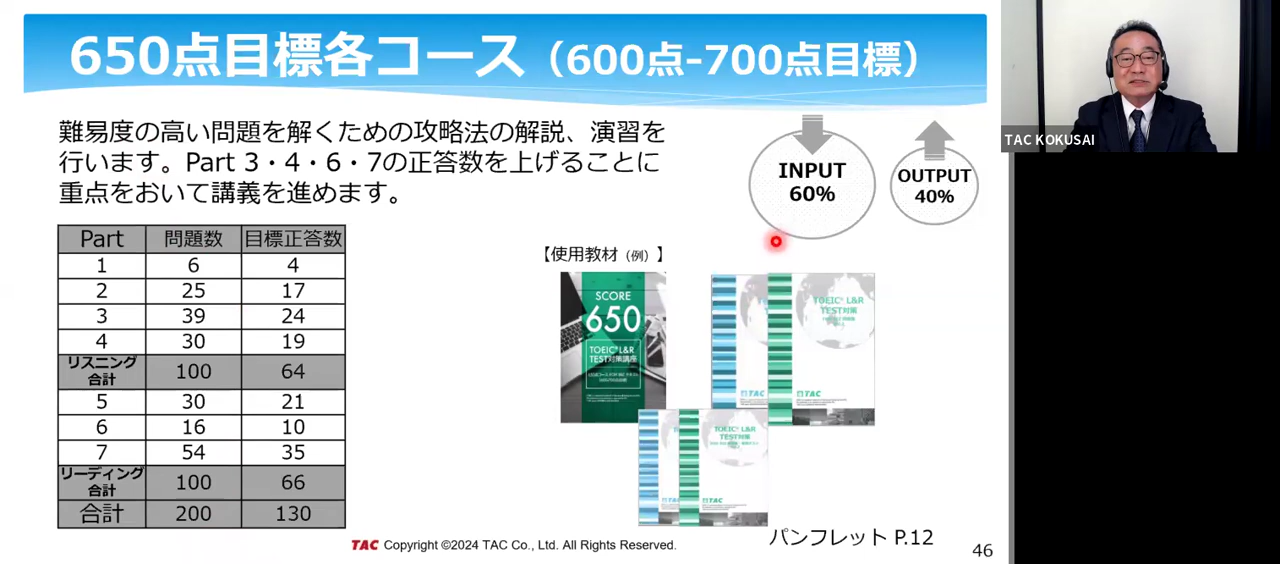 650点目標各コース（600点-700点目標）
難易度の高い問題を解くための攻略法の解説、演習を
行います。Part 3・4・6・7の正答数を上げることに
重点をおいて講義を進めます。
INPUT
60%
OUTPUT
40%
TAC KOKUSAI
Part 問題数 目標正答数
1 6 4
2 25 17
3 39 24
4 30 19
リスニング
合計 100 64
5 30 21
6 16 10
7 54 35
リーディング
合計 100 66
合計 200 130
【使用教材（例）】
SCORE
650
TOEIC® L&R
TEST対策講座
TOEIC® L&R
TEST対策
TAC
TAC
TOEIC® L&R
TEST対策
TAC
TAC
パンフレット P.12
TAC Copyright ©2024 TAC Co., Ltd. All Rights Reserved.
46